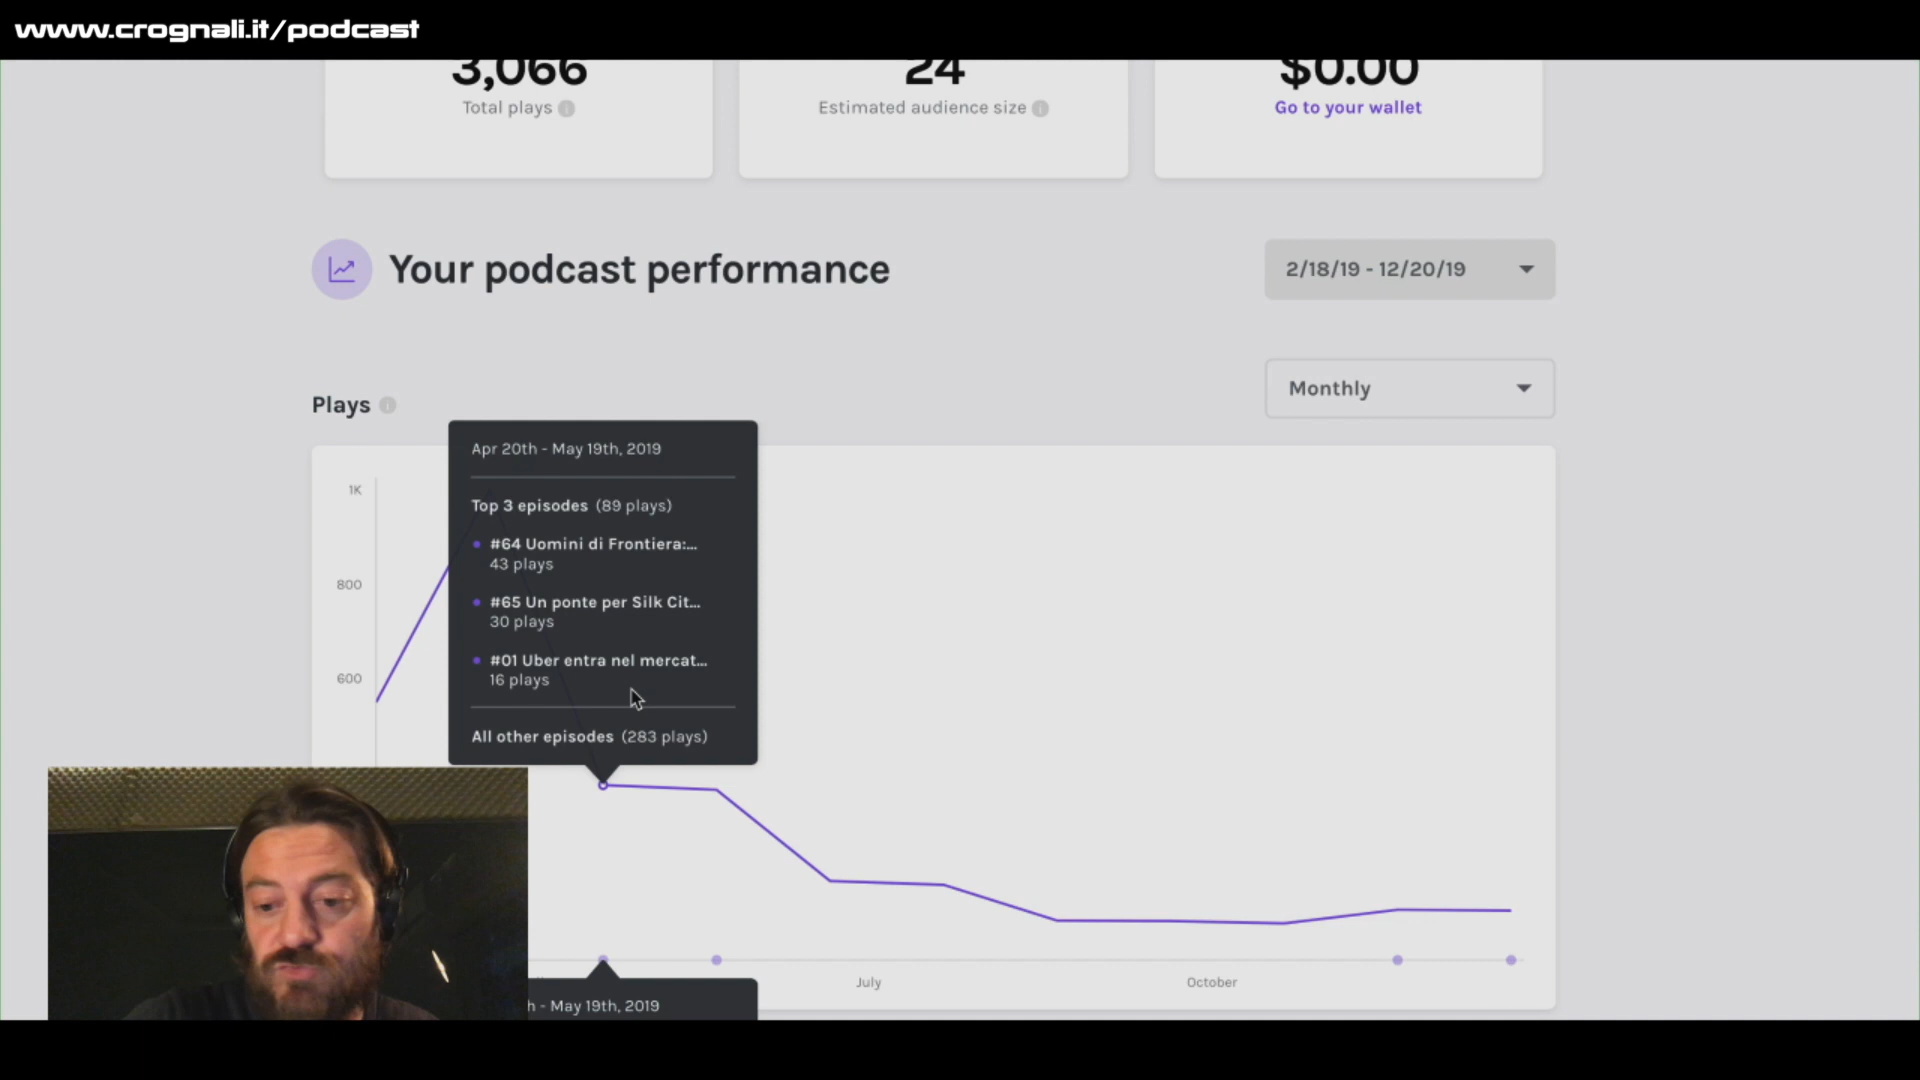 www.crognali.it/podcast
3,066
24
$0.00
Total plays
Estimated audience size
Go to your wallet
Your podcast performance
2/18/19 - 12/20/19
Monthly
Plays
Apr 20th - May 19th, 2019
Top 3 episodes (89 plays)
#64 Uomini di Frontiera:...
43 plays
#65 Un ponte per Silk Cit...
30 plays
#01 Uber entra nel mercat...
16 plays
All other episodes (283 plays)
1K
800
600
July
October
h - May 19th, 2019